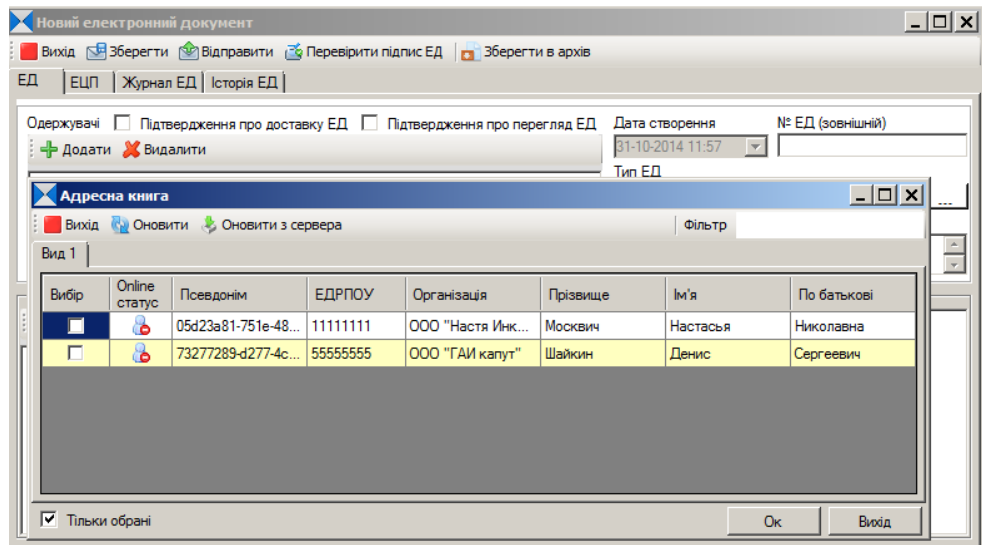 Новий електронний документ
Вихід Зберегти Відправити Перевірити підпис ЕД Зберегти в архів
ЕД ЕЦП Журнал ЕД Історія ЕД
Одержувачі Підтвердження про доставку ЕД Підтвердження про перегляд ЕД Дата створення № ЕД (зовнішній)
Додати Видалити 31-10-2014 11:57
Тип ЕД
Адресна книга
...
Вихід Оновити Оновити з сервера Фільтр
Вид 1
Вибір Online статус Псевдонім ЕДРПОУ Організація Прізвище Ім'я По батькові
05d23a81-751e-48... 11111111 ООО "Настя Инк... Москвич Настасья Николавна
73277289-d277-4c... 55555555 ООО "ГАИ капут" Шайкин Денис Сергеевич
Тільки обрані Ок Вихід